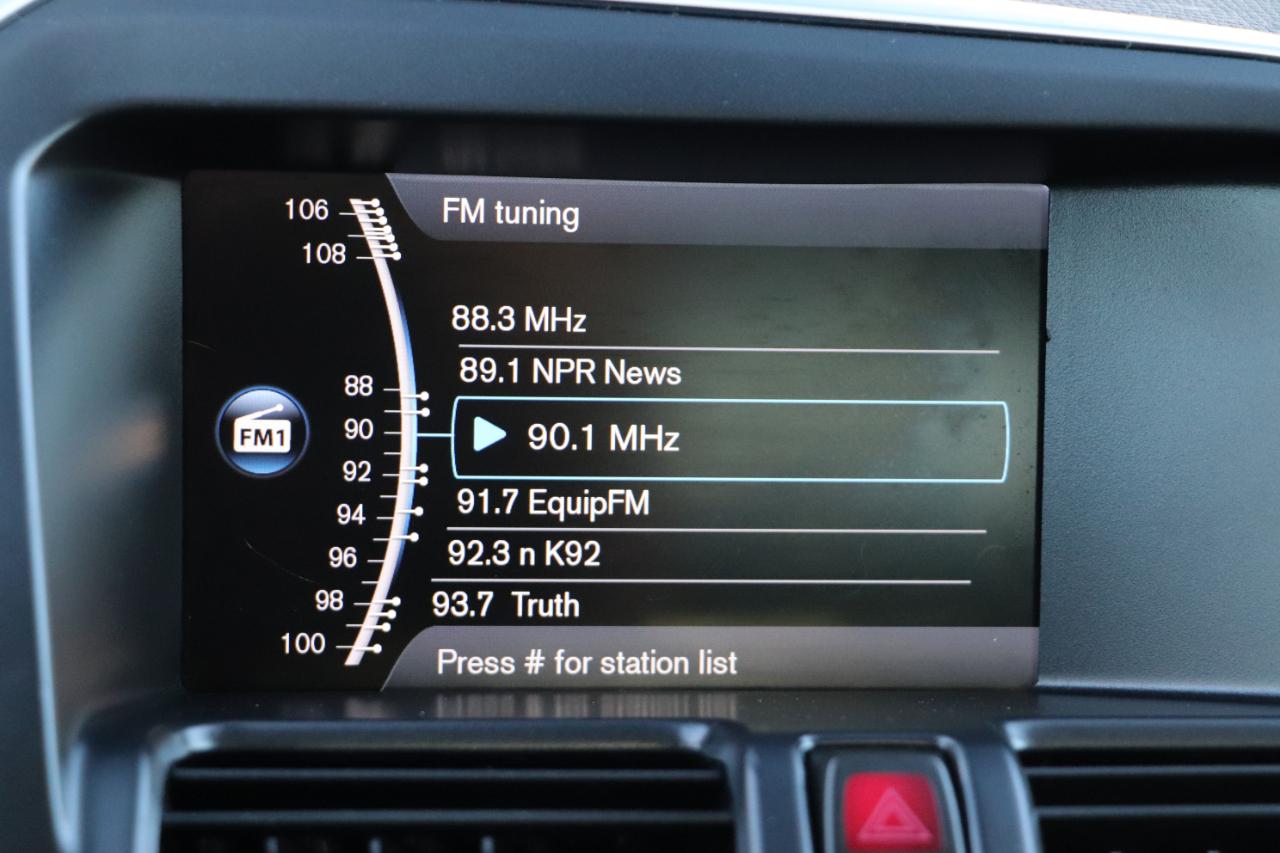 FM tuning
106
108
88
90
92
94
96
98
100
FM1
88.3 MHz
89.1 NPR News
90.1 MHz
91.7 EquipFM
92.3 n K92
93.7 Truth
Press # for station list